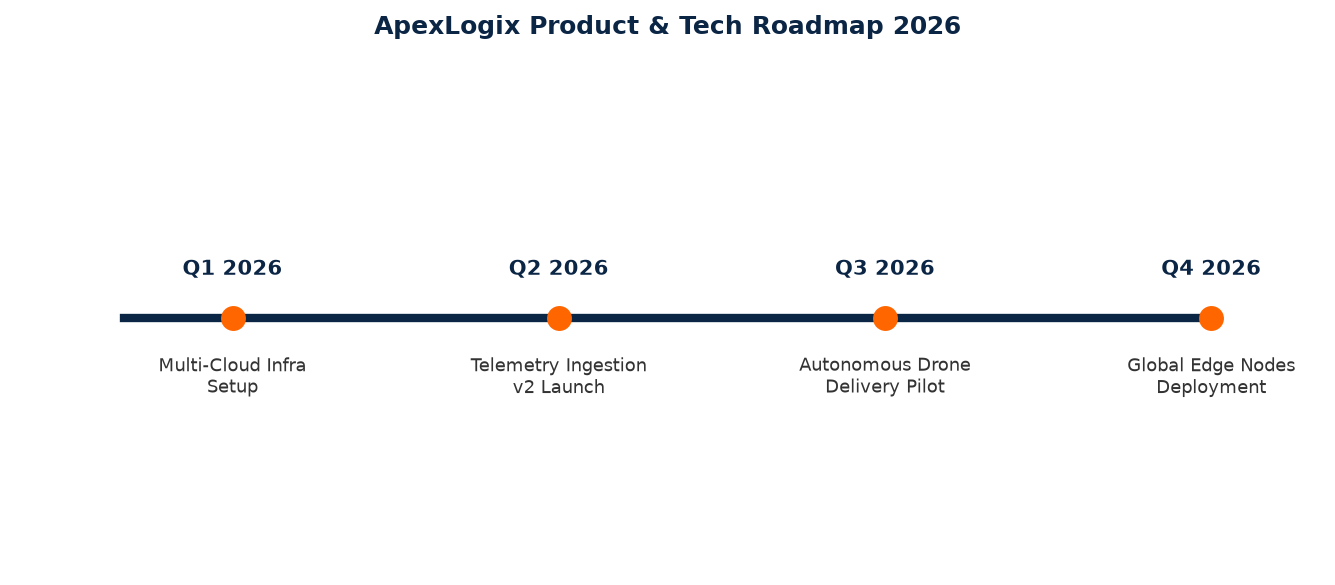 ApexLogix Product & Tech Roadmap 2026
Q1 2026
Multi-Cloud Infra
Setup
Q2 2026
Telemetry Ingestion
v2 Launch
Q3 2026
Autonomous Drone
Delivery Pilot
Q4 2026
Global Edge Nodes
Deployment